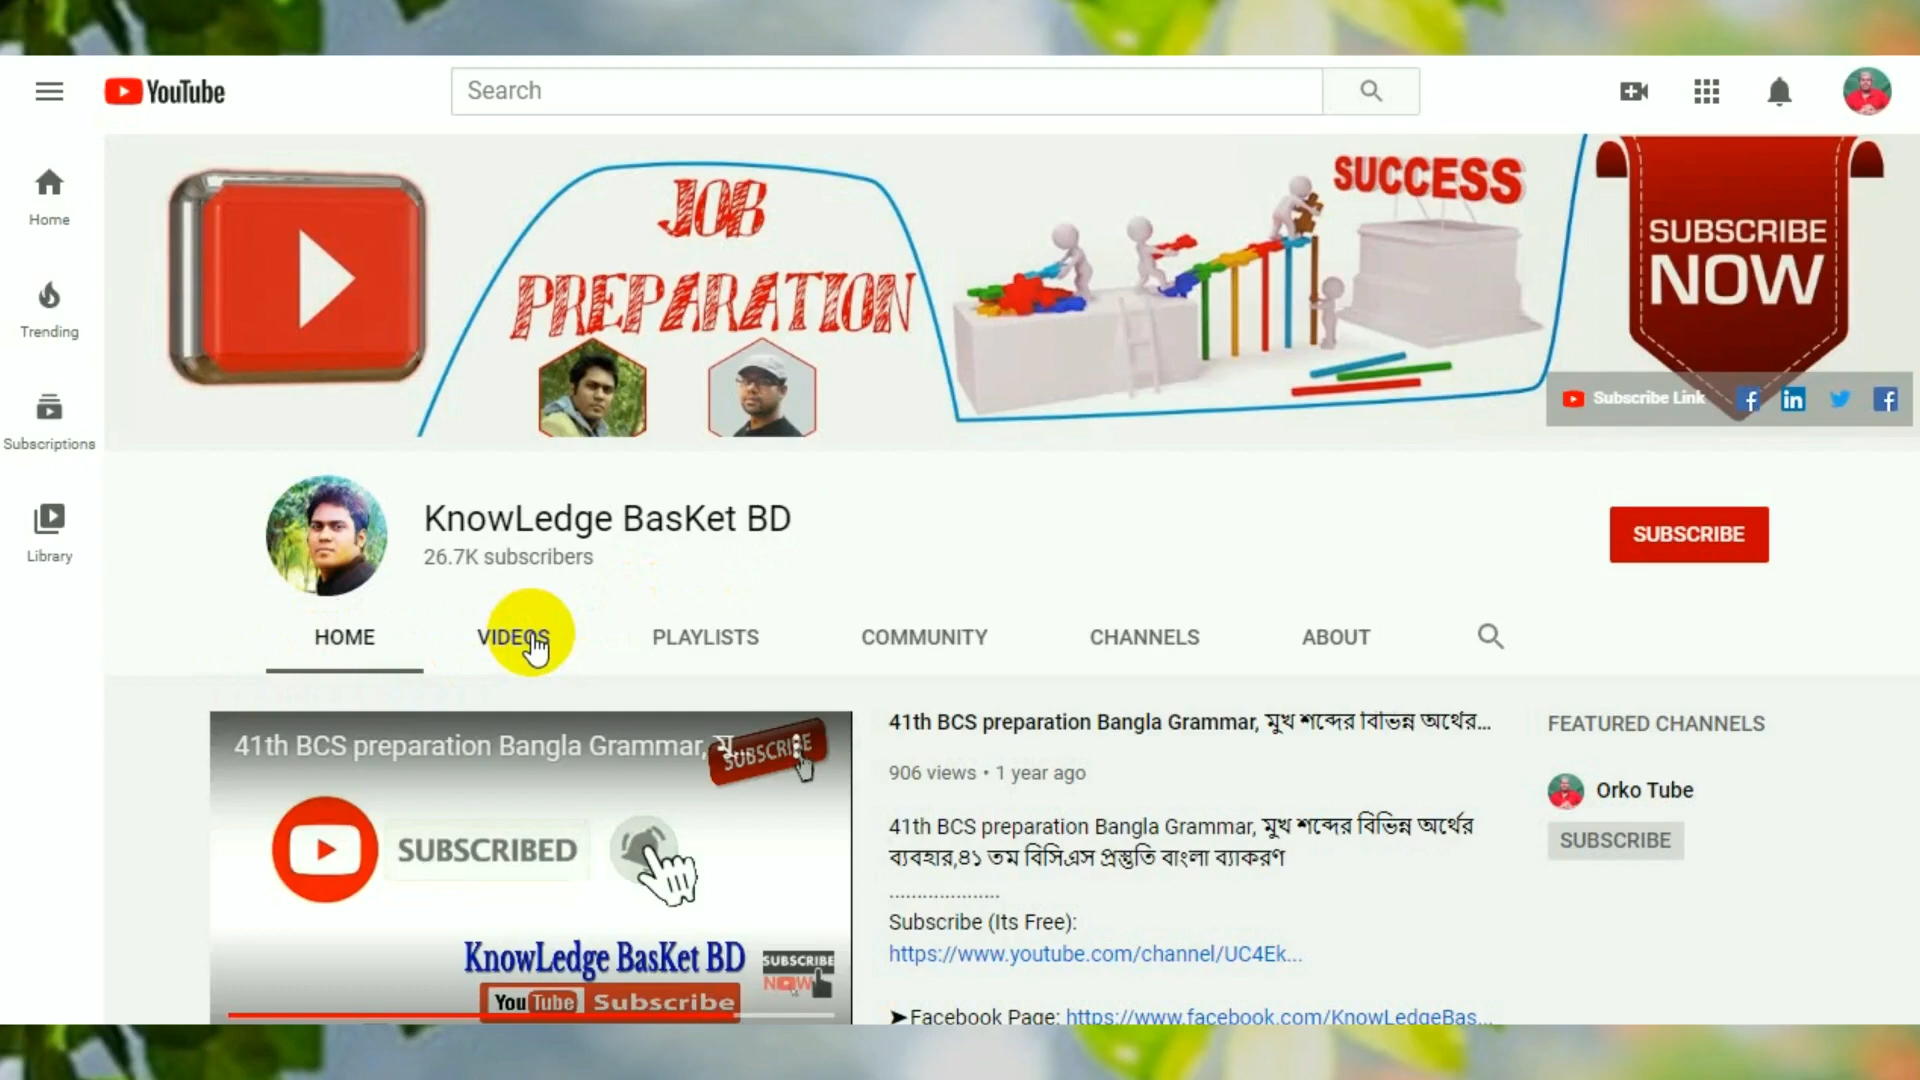 YouTube
Search
Home
Trending
Subscriptions
Library
JOB
PREPARATION
SUCCESS
SUBSCRIBE
NOW
Subscribe Link
KnowLedge BasKet BD
26.7K subscribers
SUBSCRIBE
HOME VIDEOS PLAYLISTS COMMUNITY CHANNELS ABOUT
41th BCS preparation Bangla Grammar, মু...
SUBSCRIBE
SUBSCRIBED
KnowLedge BasKet BD
SUBSCRIBE
NOW
YouTube Subscribe
41th BCS preparation Bangla Grammar, মুখ শব্দের বিভিন্ন অর্থের...
906 views • 1 year ago
41th BCS preparation Bangla Grammar, মুখ শব্দের বিভিন্ন অর্থের
ব্যবহার,৪১ তম বিসিএস প্রস্তুতি বাংলা ব্যাকরণ
....................
Subscribe (Its Free):
https://www.youtube.com/channel/UC4Ek...
➤Facebook Page: https://www.facebook.com/KnowLedgeBas...
FEATURED CHANNELS
Orko Tube
SUBSCRIBE